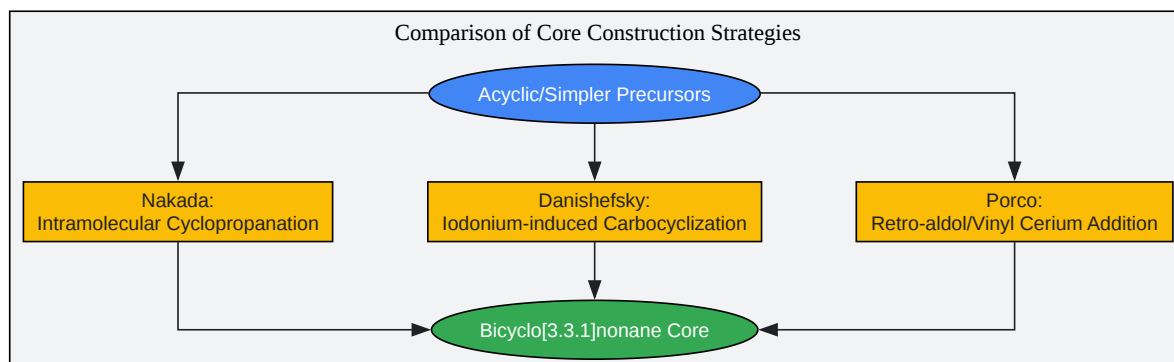 Comparison of Core Construction Strategies
Acyclic/Simpler Precursors
Nakada:
Intramolecular Cyclopropanation
Danishefsky:
Iodonium-induced Carbocyclization
Porco:
Retro-aldol/Vinyl Cerium Addition
Bicyclo[3.3.1]nonane Core